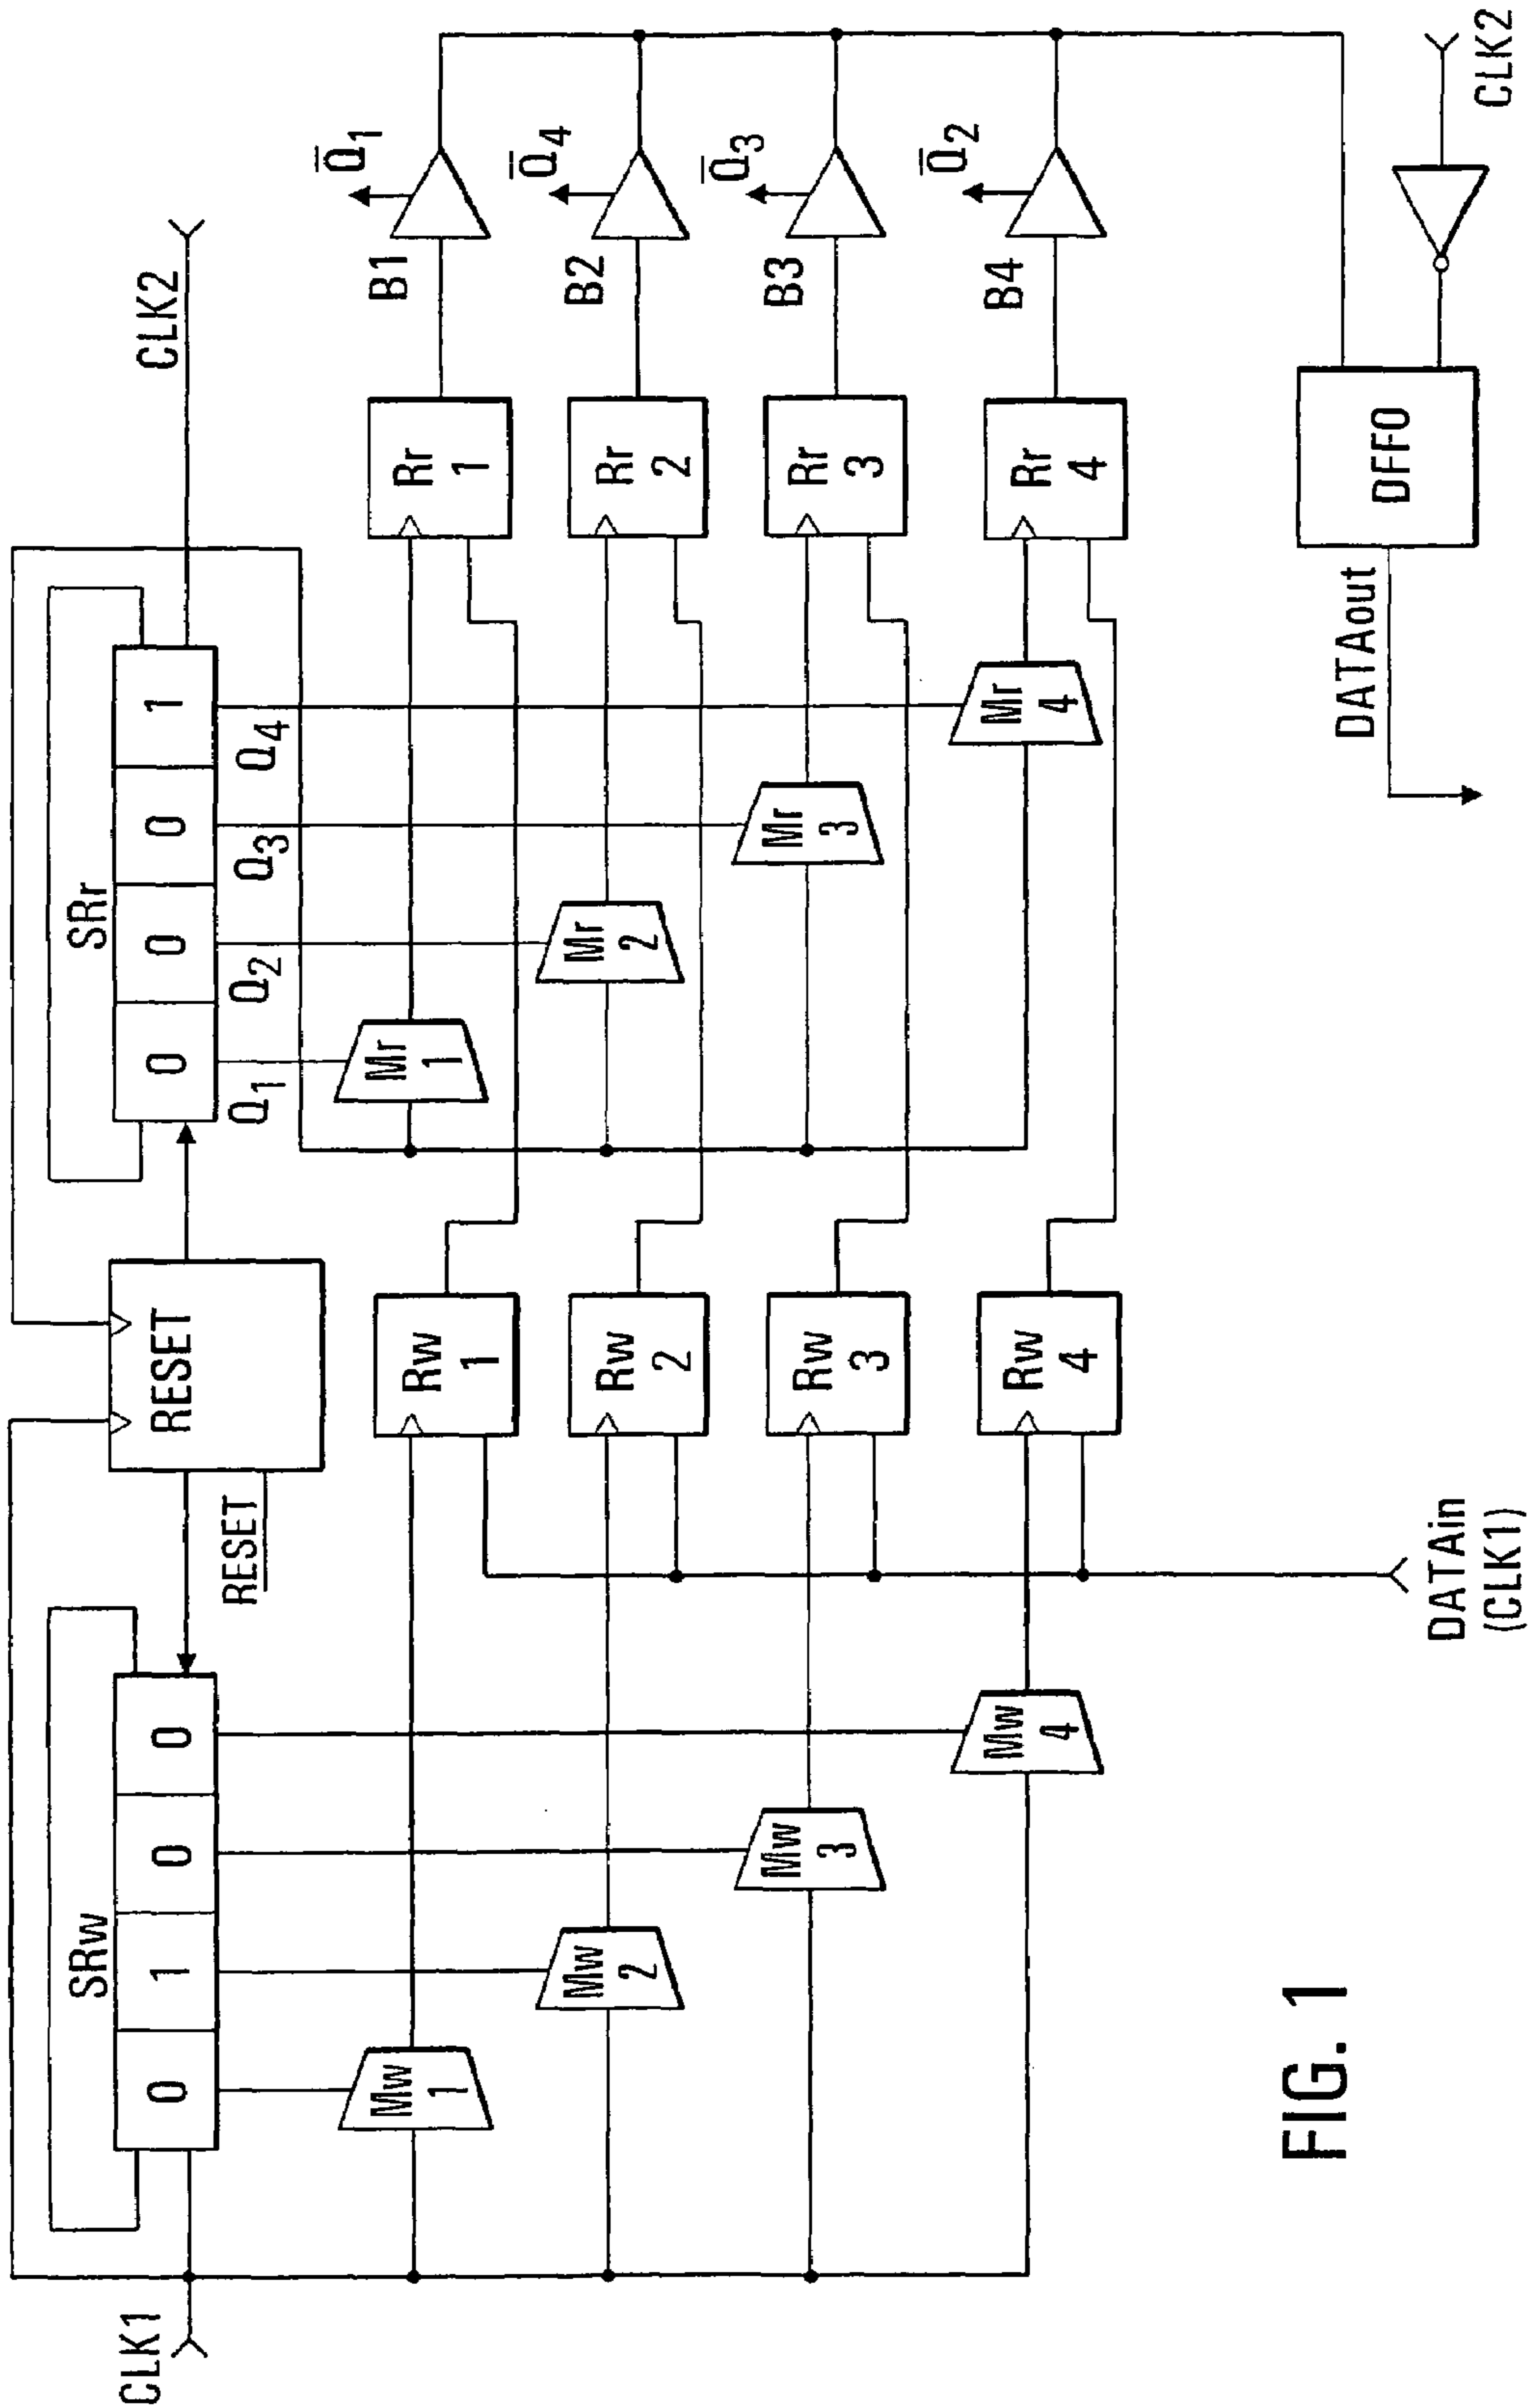 CLK1
SRw
0 1 0 0
RESET
RESET
SRr
0 0 0 1
Q1 Q2 Q3 Q4
CLK2
Mw 1
Mw 2
Mw 3
Mw 4
Rw 1
Rw 2
Rw 3
Rw 4
Mr 1
Mr 2
Mr 3
Mr 4
Rr 1
Rr 2
Rr 3
Rr 4
B1
B2
B3
B4
Q̅1
Q̅4
Q̅3
Q̅2
DATAin
(CLK1)
DATAout
DFFO
CLK2
FIG. 1